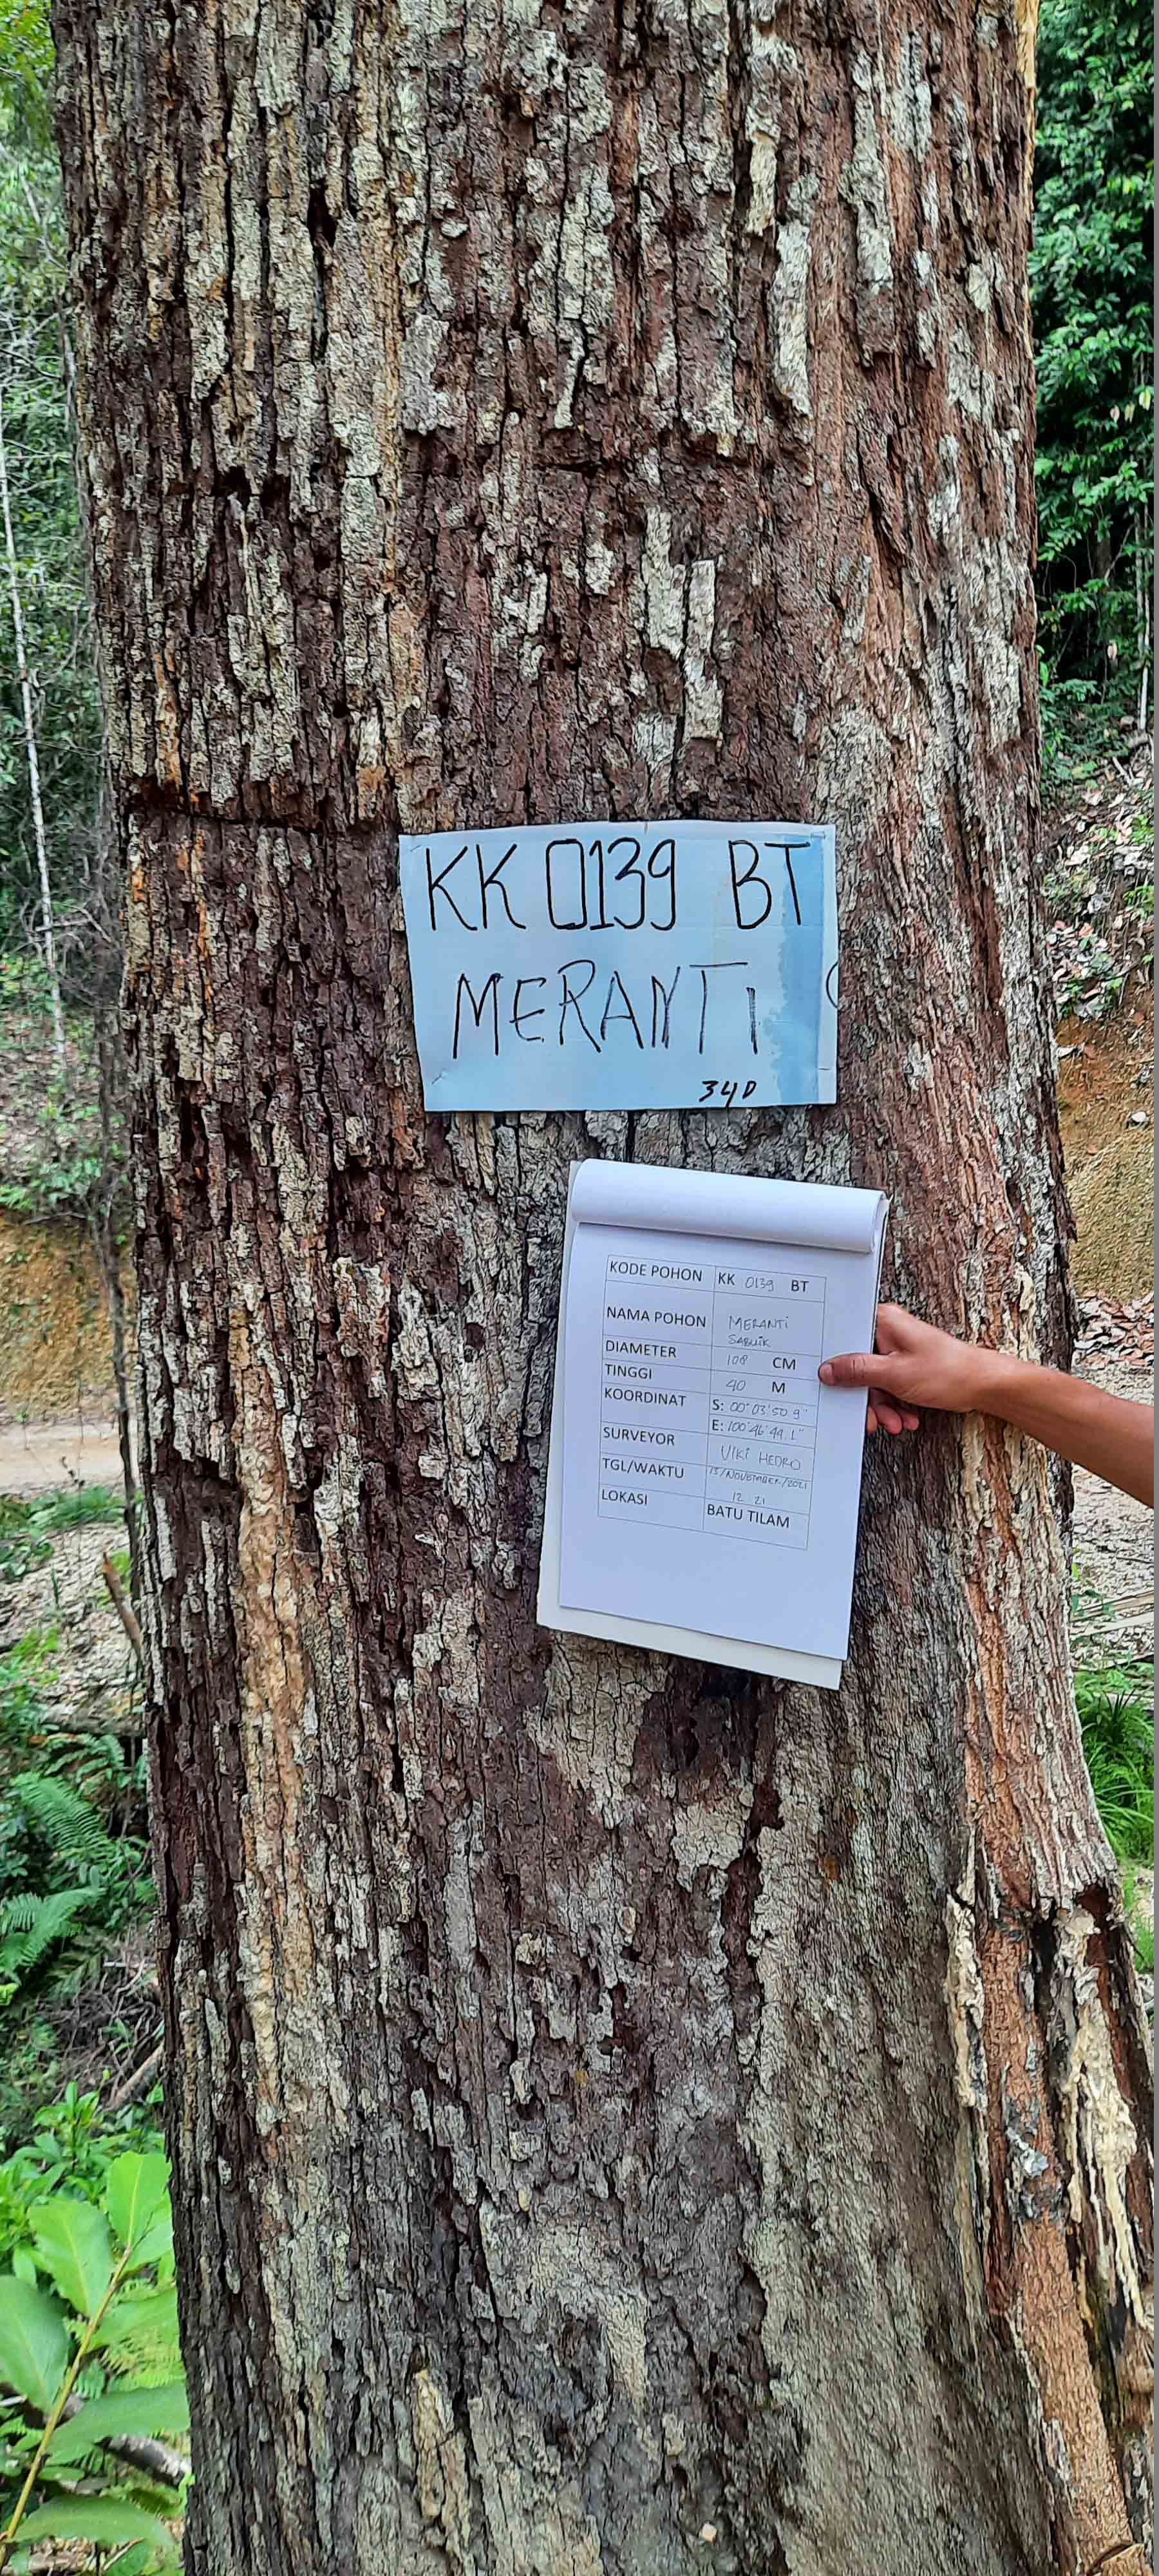 KK 0139 BT
MERANTI
340
KODE POHON KK 0139 BT
NAMA POHON MERANTI
SABUIK
DIAMETER 108 CM
TINGGI 40 M
KOORDINAT S: 00°03'50.9"
E: 100°46'44.1"
SURVEYOR VIKI HEDRO
TGL/WAKTU 15/NOVEMBER/2021
12 21
LOKASI BATU TILAM